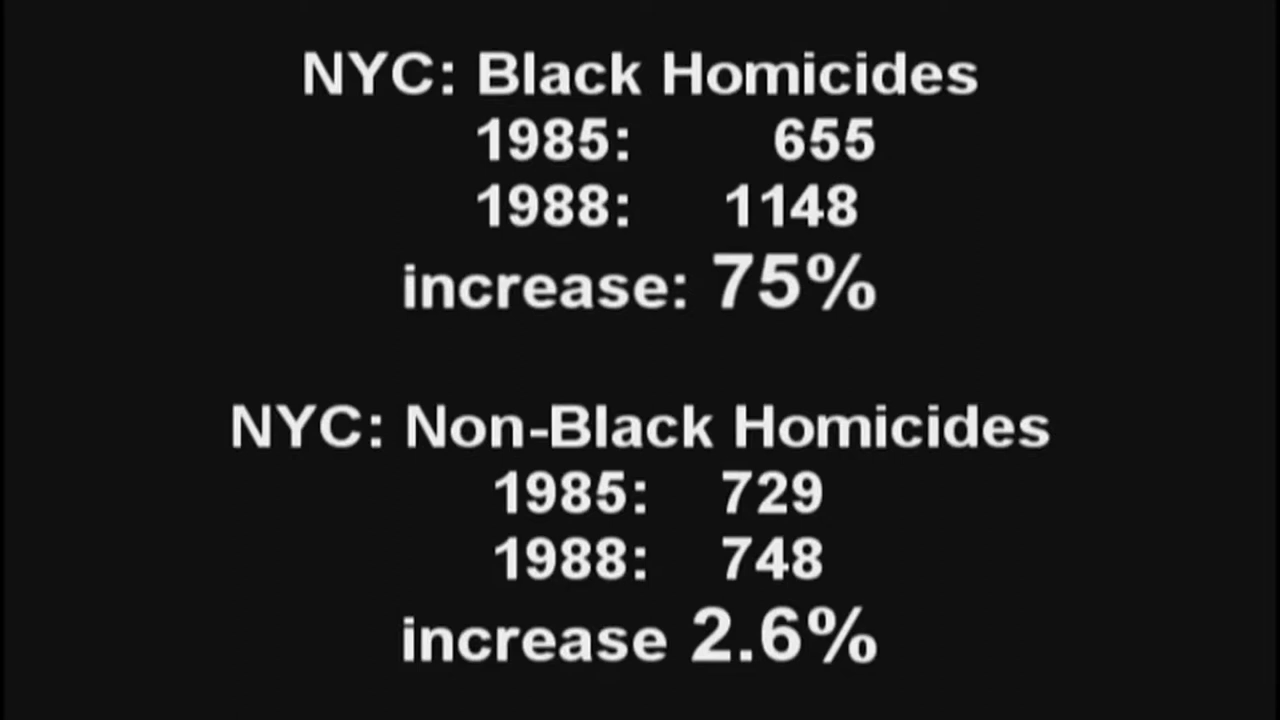 NYC: Black Homicides
1985: 655
1988: 1148
increase: 75%
NYC: Non-Black Homicides
1985: 729
1988: 748
increase 2.6%